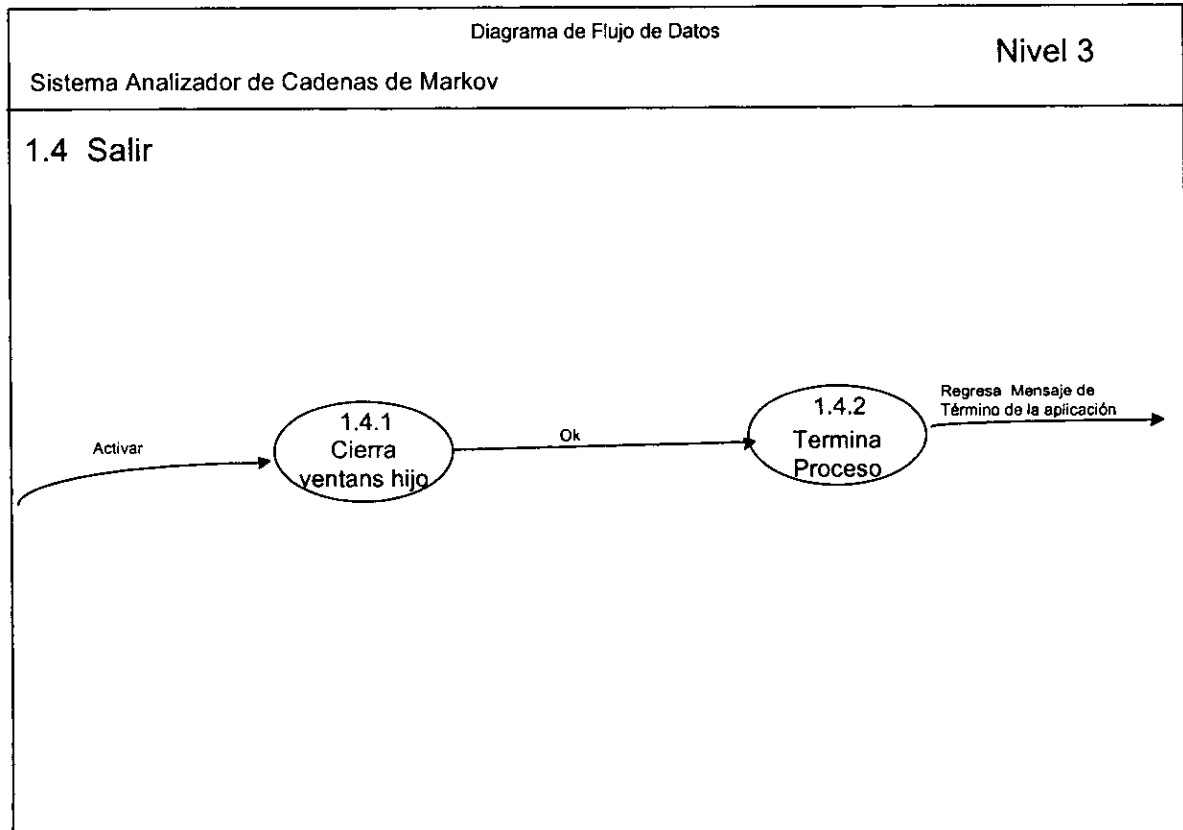 Diagrama de Flujo de Datos
Nivel 3
Sistema Analizador de Cadenas de Markov
1.4 Salir
Activar
1.4.1
Cierra
ventans hijo
Ok
1.4.2
Termina
Proceso
Regresa Mensaje de
Término de la aplicación